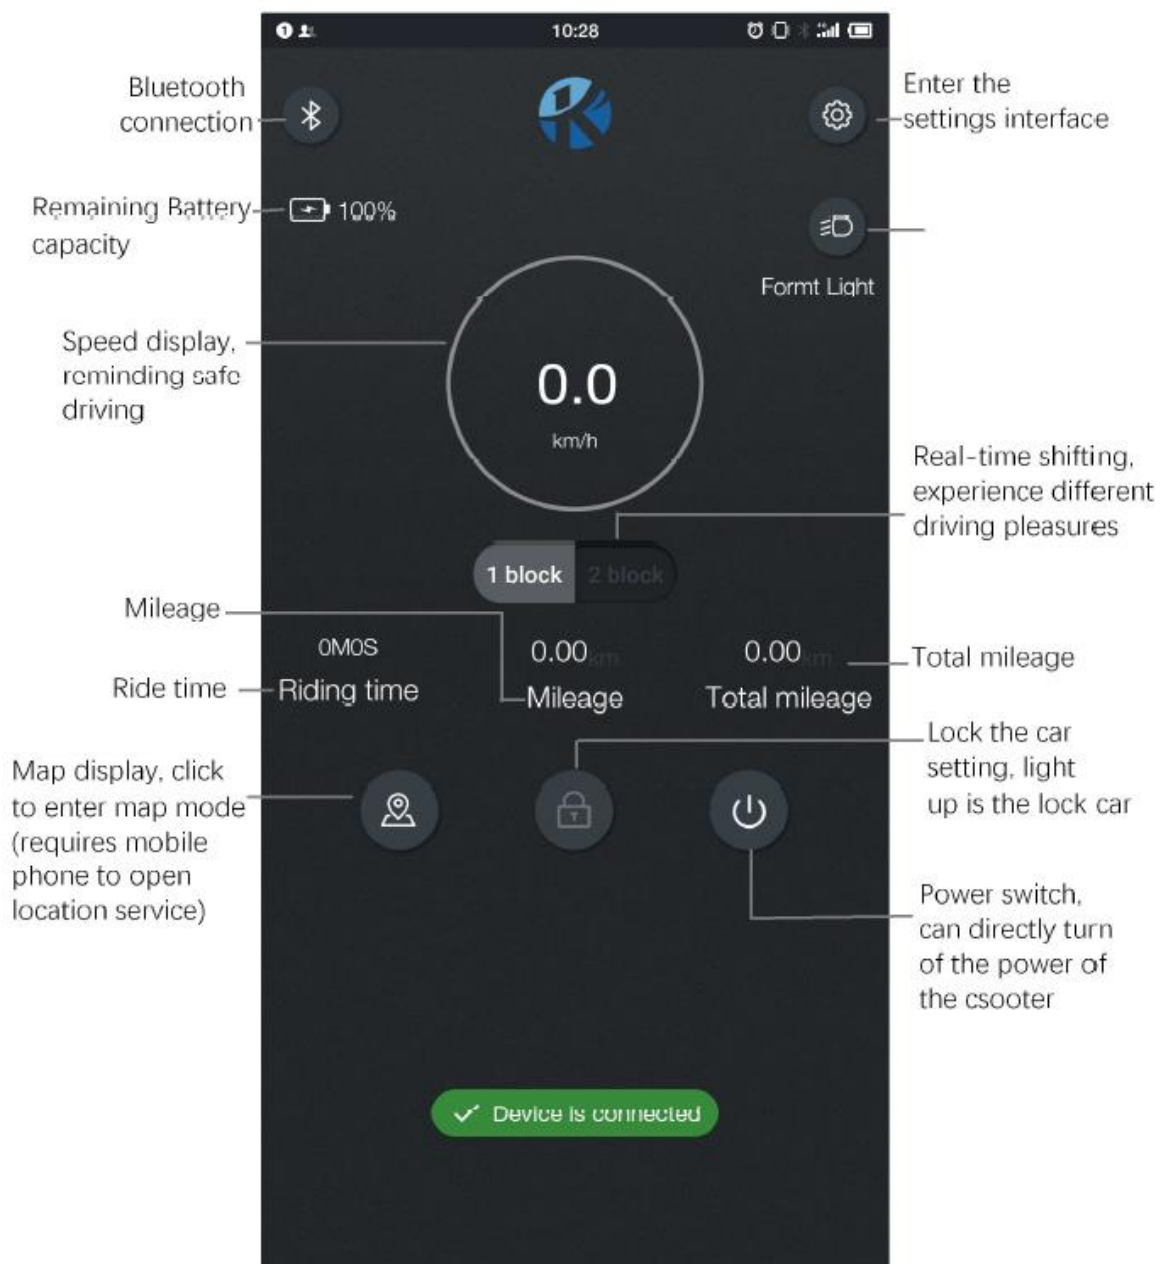 10:28
Bluetooth
connection
Enter the
settings interface
Remaining Battery
capacity
100%
Formt Light
Speed display,
reminding safe
driving
0.0
km/h
Real-time shifting,
experience different
driving pleasures
1 block
2 block
Mileage
0M0S
0.00km
0.00km
Total mileage
Ride time
Riding time
Mileage
Total mileage
Lock the car
setting, light
up is the lock car
Map display, click
to enter map mode
(requires mobile
phone to open
location service)
Power switch,
can directly turn
of the power of
the csooter
Device is connected